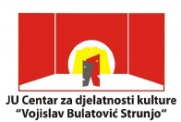 JU Centar za djelatnosti kulture
“Vojislav Bulatović Strunjo”